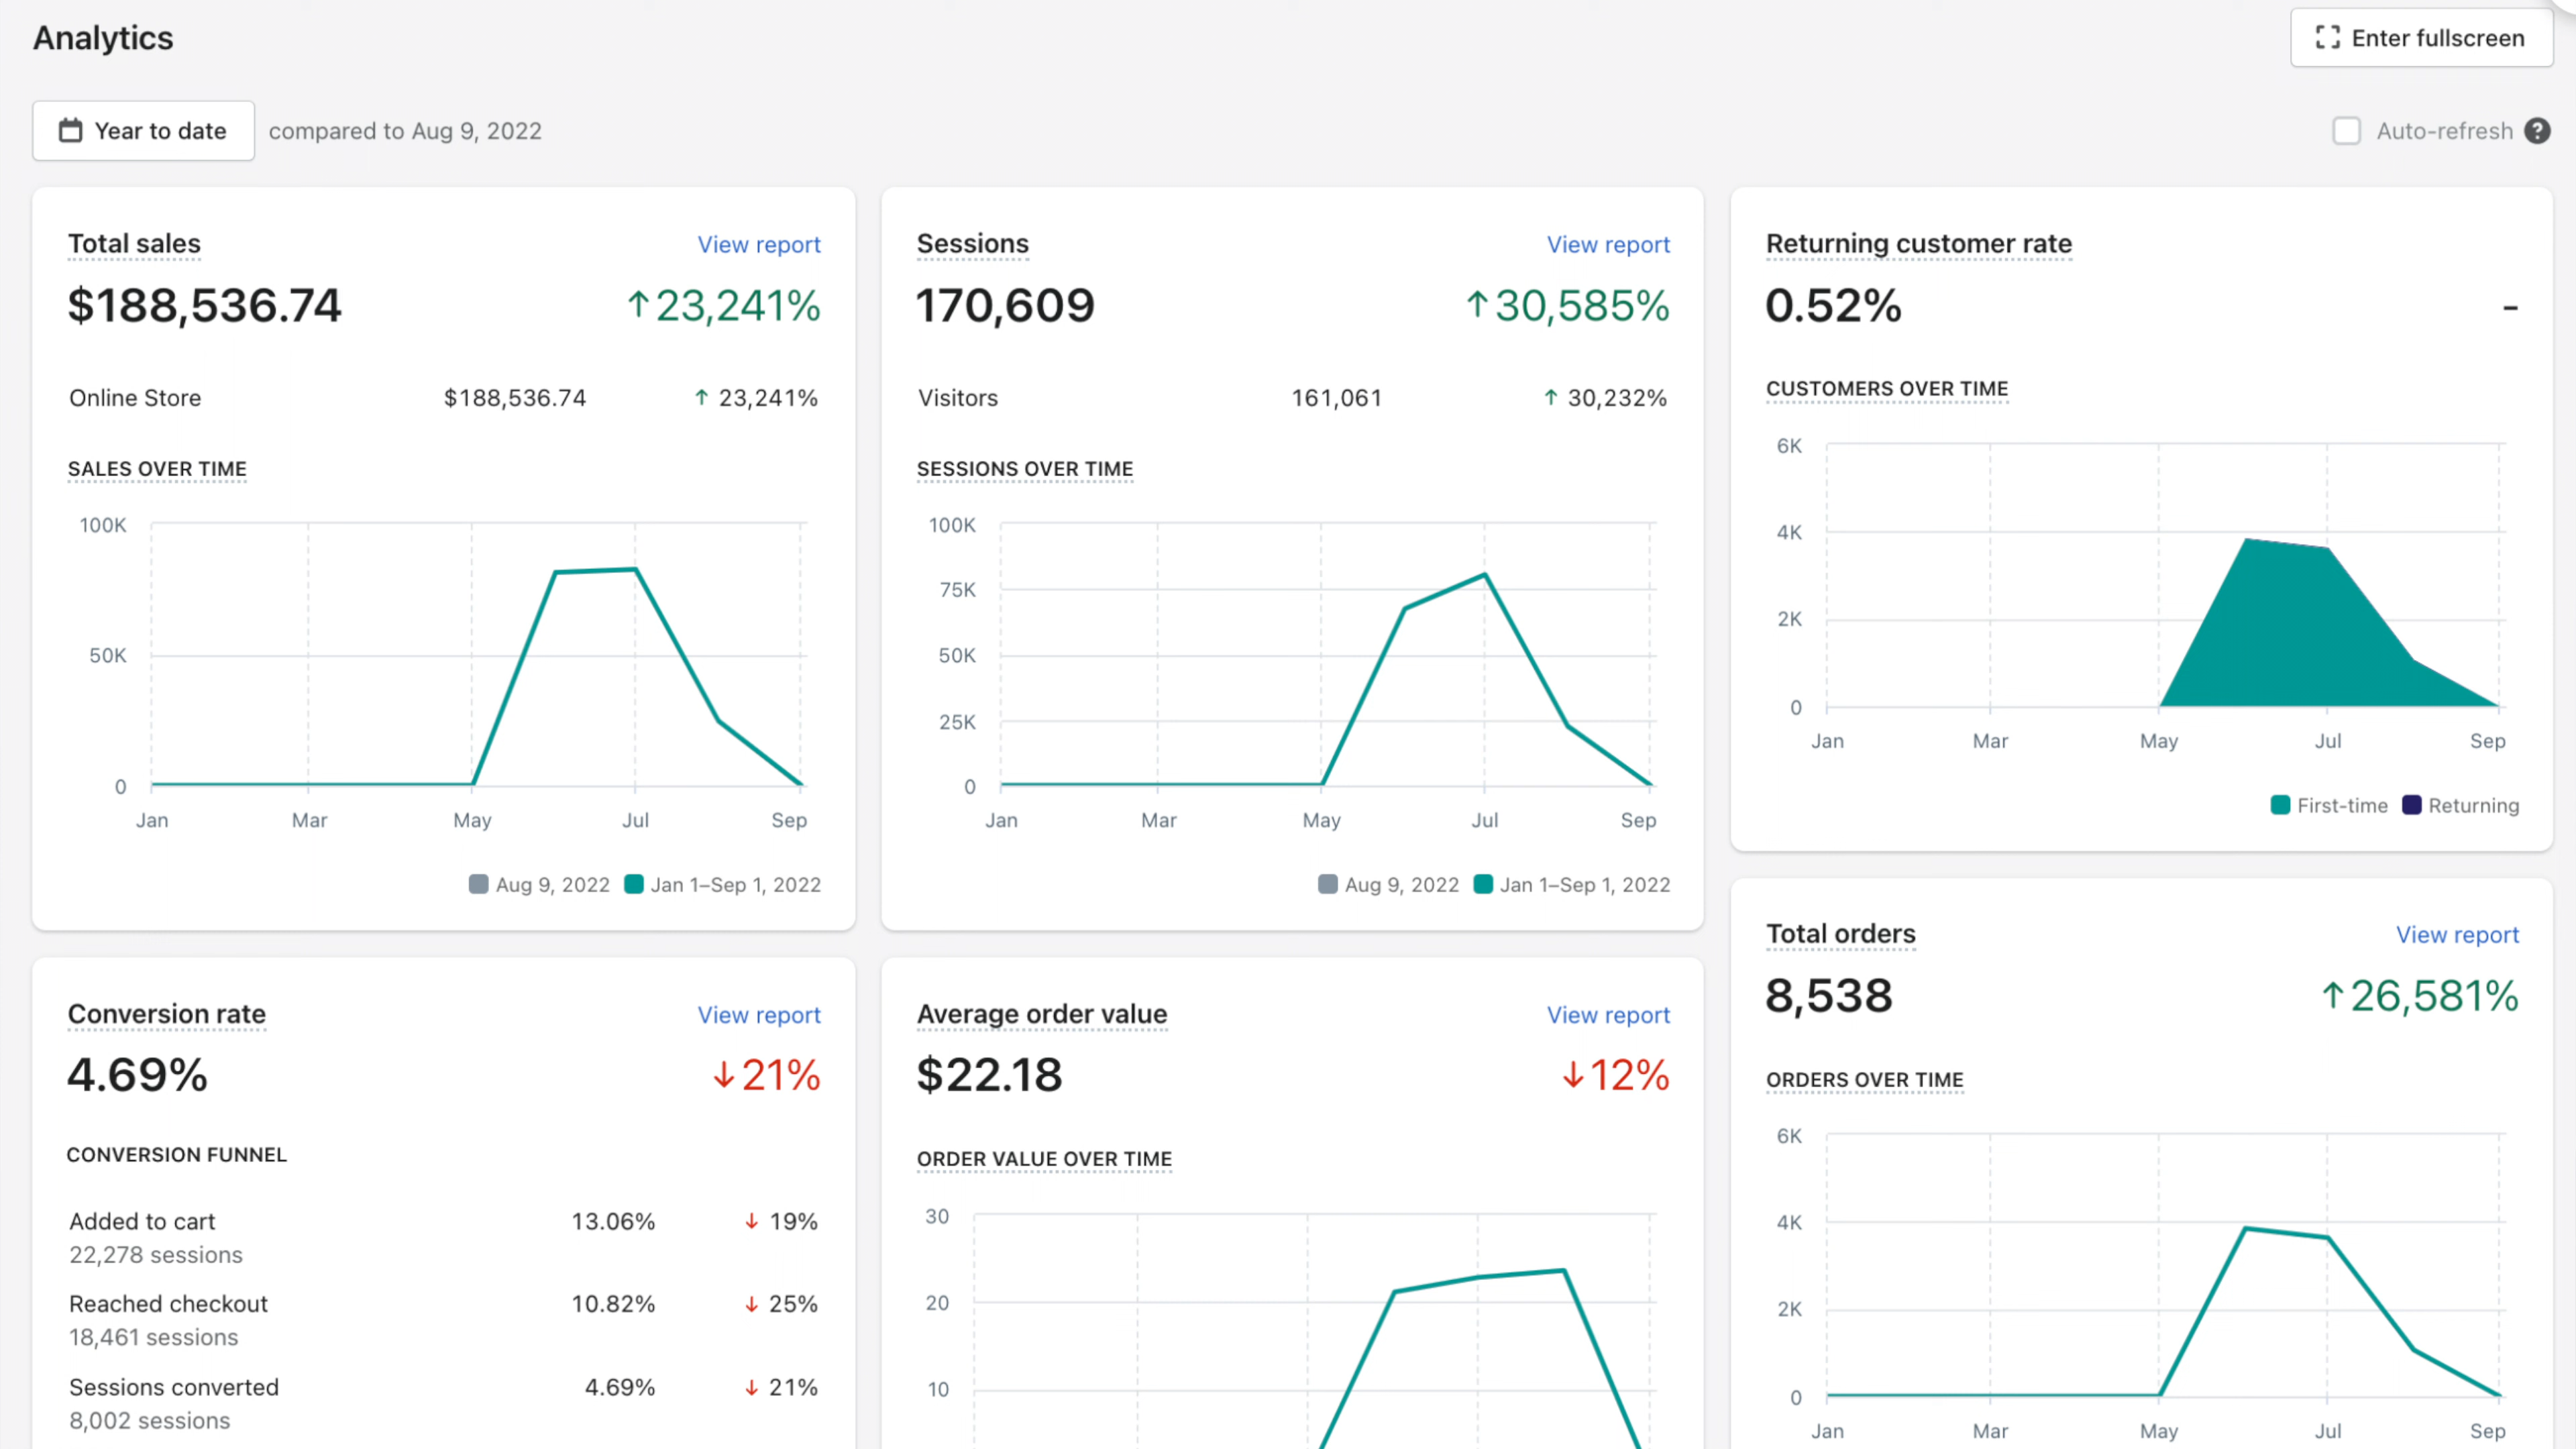 Analytics
Enter fullscreen
Year to date compared to Aug 9, 2022
Auto-refresh ?
Total sales View report
$188,536.74 ↑23,241%
Online Store $188,536.74 ↑ 23,241%
SALES OVER TIME
100K
50K
0
Jan Mar May Jul Sep
Aug 9, 2022 Jan 1–Sep 1, 2022
Sessions View report
170,609 ↑30,585%
Visitors 161,061 ↑ 30,232%
SESSIONS OVER TIME
100K
75K
50K
25K
0
Jan Mar May Jul Sep
Aug 9, 2022 Jan 1–Sep 1, 2022
Returning customer rate
0.52% -
CUSTOMERS OVER TIME
6K
4K
2K
0
Jan Mar May Jul Sep
First-time Returning
Conversion rate View report
4.69% ↓21%
CONVERSION FUNNEL
Added to cart 13.06% ↓ 19%
22,278 sessions
Reached checkout 10.82% ↓ 25%
18,461 sessions
Sessions converted 4.69% ↓ 21%
8,002 sessions
Average order value View report
$22.18 ↓12%
ORDER VALUE OVER TIME
30
20
10
Total orders View report
8,538 ↑26,581%
ORDERS OVER TIME
6K
4K
2K
0
Jan Mar May Jul Sep